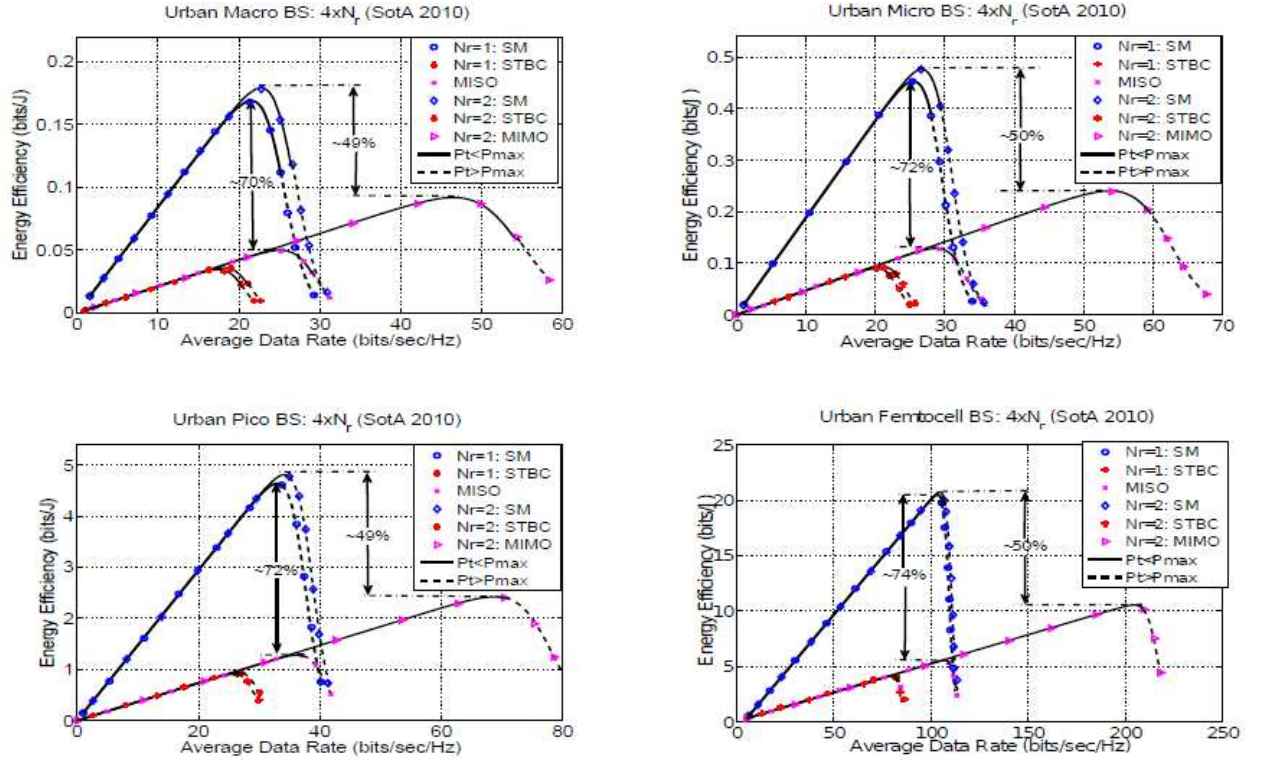 Urban Macro BS: 4xNr (SotA 2010)
Energy Efficiency (bits/J)
0.2
0.15
0.1
0.05
0
0 10 20 30 40 50 60
Average Data Rate (bits/sec/Hz)
~70%
~49%
Nr=1: SM
Nr=1: STBC
MISO
Nr=2: SM
Nr=2: STBC
Nr=2: MIMO
Pt<Pmax
Pt>Pmax
Urban Micro BS: 4xNr (SotA 2010)
Energy Efficiency (bits/J)
0.5
0.4
0.3
0.2
0.1
0
0 10 20 30 40 50 60 70
Average Data Rate (bits/sec/Hz)
~72%
~50%
Nr=1: SM
Nr=1: STBC
MISO
Nr=2: SM
Nr=2: STBC
Nr=2: MIMO
Pt<Pmax
Pt>Pmax
Urban Pico BS: 4xNr (SotA 2010)
Energy Efficiency (bits/J)
5
4
3
2
1
0
0 20 40 60 80
Average Data Rate (bits/sec/Hz)
~72%
~49%
Nr=1: SM
Nr=1: STBC
MISO
Nr=2: SM
Nr=2: STBC
Nr=2: MIMO
Pt<Pmax
Pt>Pmax
Urban Femtocell BS: 4xNr (SotA 2010)
Energy Efficiency (bits/J)
25
20
15
10
5
0
50 100 150 200 250
Average Data Rate (bits/sec/Hz)
~74%
~50%
Nr=1: SM
Nr=1: STBC
MISO
Nr=2: SM
Nr=2: STBC
Nr=2: MIMO
Pt<Pmax
Pt>Pmax